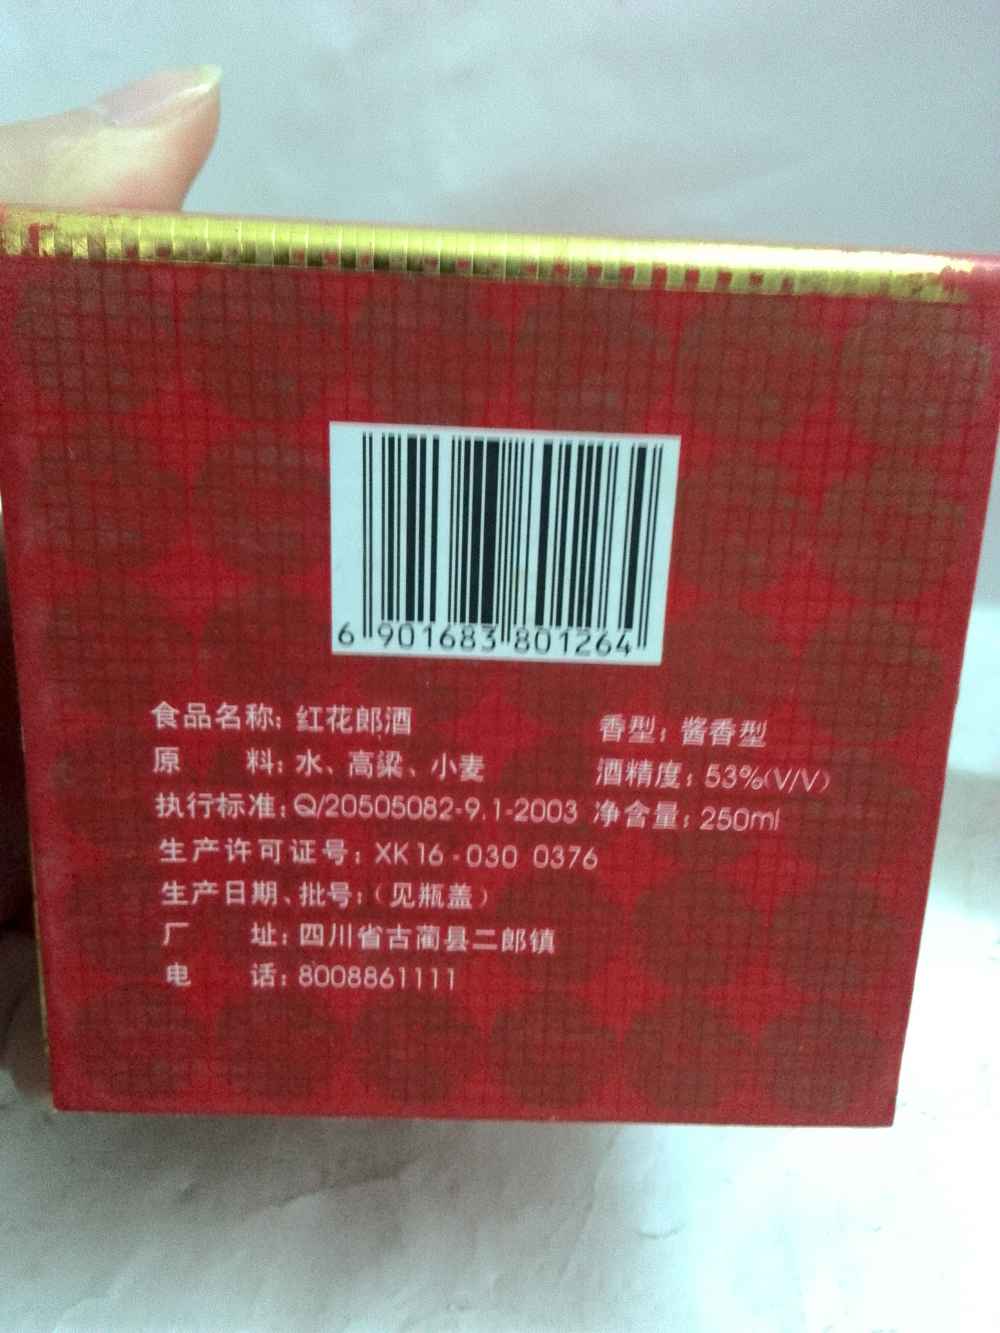 6 901683 801264
食品名称：红花郎酒 香型：酱香型
原 料：水、高粱、小麦 酒精度：53%(V/V)
执行标准：Q/20505082-9.1-2003 净含量：250ml
生产许可证号：XK16-030 0376
生产日期、批号：（见瓶盖）
厂 址：四川省古蔺县二郎镇
电 话：8008861111